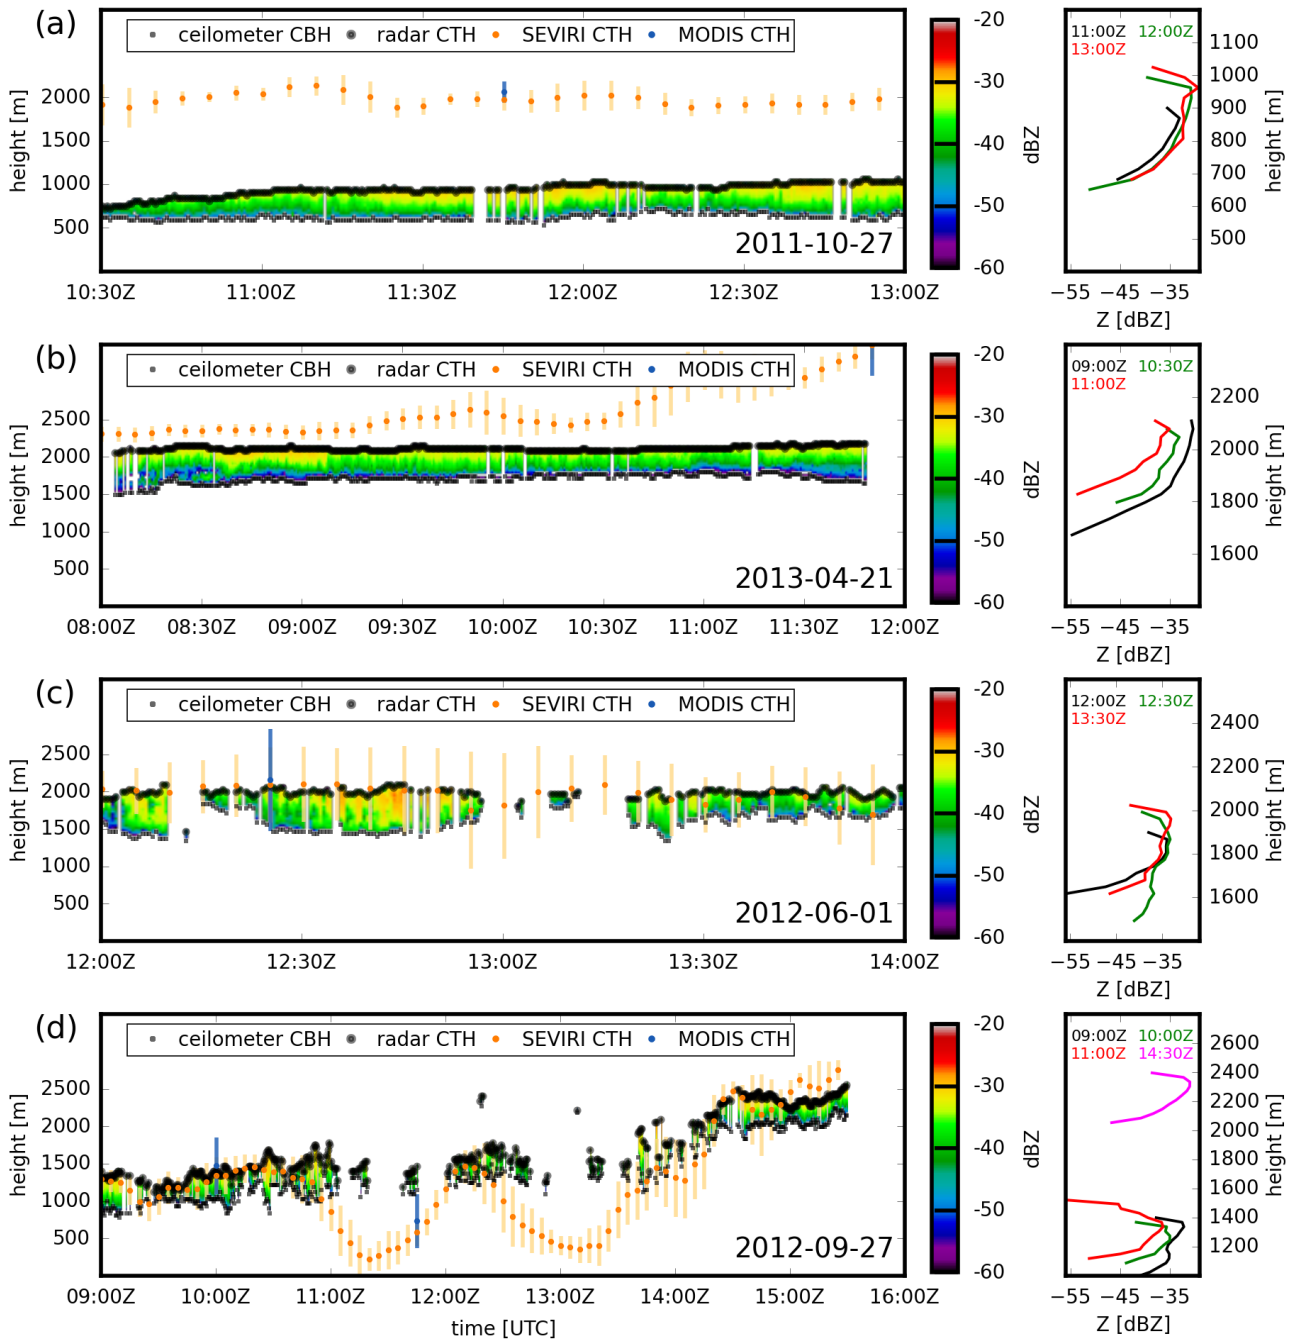 (a)
ceilometer CBH radar CTH SEVIRI CTH MODIS CTH
height [m]
2000
1500
1000
500
2011-10-27
10:30Z 11:00Z 11:30Z 12:00Z 12:30Z 13:00Z
-20
-30
-40
-50
-60
dBZ
11:00Z 12:00Z
13:00Z
1100
1000
900
800
700
600
500
height [m]
−55 −45 −35
Z [dBZ]
(b)
ceilometer CBH radar CTH SEVIRI CTH MODIS CTH
height [m]
2500
2000
1500
1000
500
2013-04-21
08:00Z 08:30Z 09:00Z 09:30Z 10:00Z 10:30Z 11:00Z 11:30Z 12:00Z
-20
-30
-40
-50
-60
dBZ
09:00Z 10:30Z
11:00Z
2200
2000
1800
1600
height [m]
−55 −45 −35
Z [dBZ]
(c)
ceilometer CBH radar CTH SEVIRI CTH MODIS CTH
height [m]
2500
2000
1500
1000
500
2012-06-01
12:00Z 12:30Z 13:00Z 13:30Z 14:00Z
-20
-30
-40
-50
-60
dBZ
12:00Z 12:30Z
13:30Z
2400
2200
2000
1800
1600
height [m]
−55 −45 −35
Z [dBZ]
(d)
ceilometer CBH radar CTH SEVIRI CTH MODIS CTH
height [m]
2500
2000
1500
1000
500
2012-09-27
09:00Z 10:00Z 11:00Z 12:00Z 13:00Z 14:00Z 15:00Z 16:00Z
time [UTC]
-20
-30
-40
-50
-60
dBZ
09:00Z 10:00Z
11:00Z 14:30Z
2600
2400
2200
2000
1800
1600
1400
1200
height [m]
−55 −45 −35
Z [dBZ]